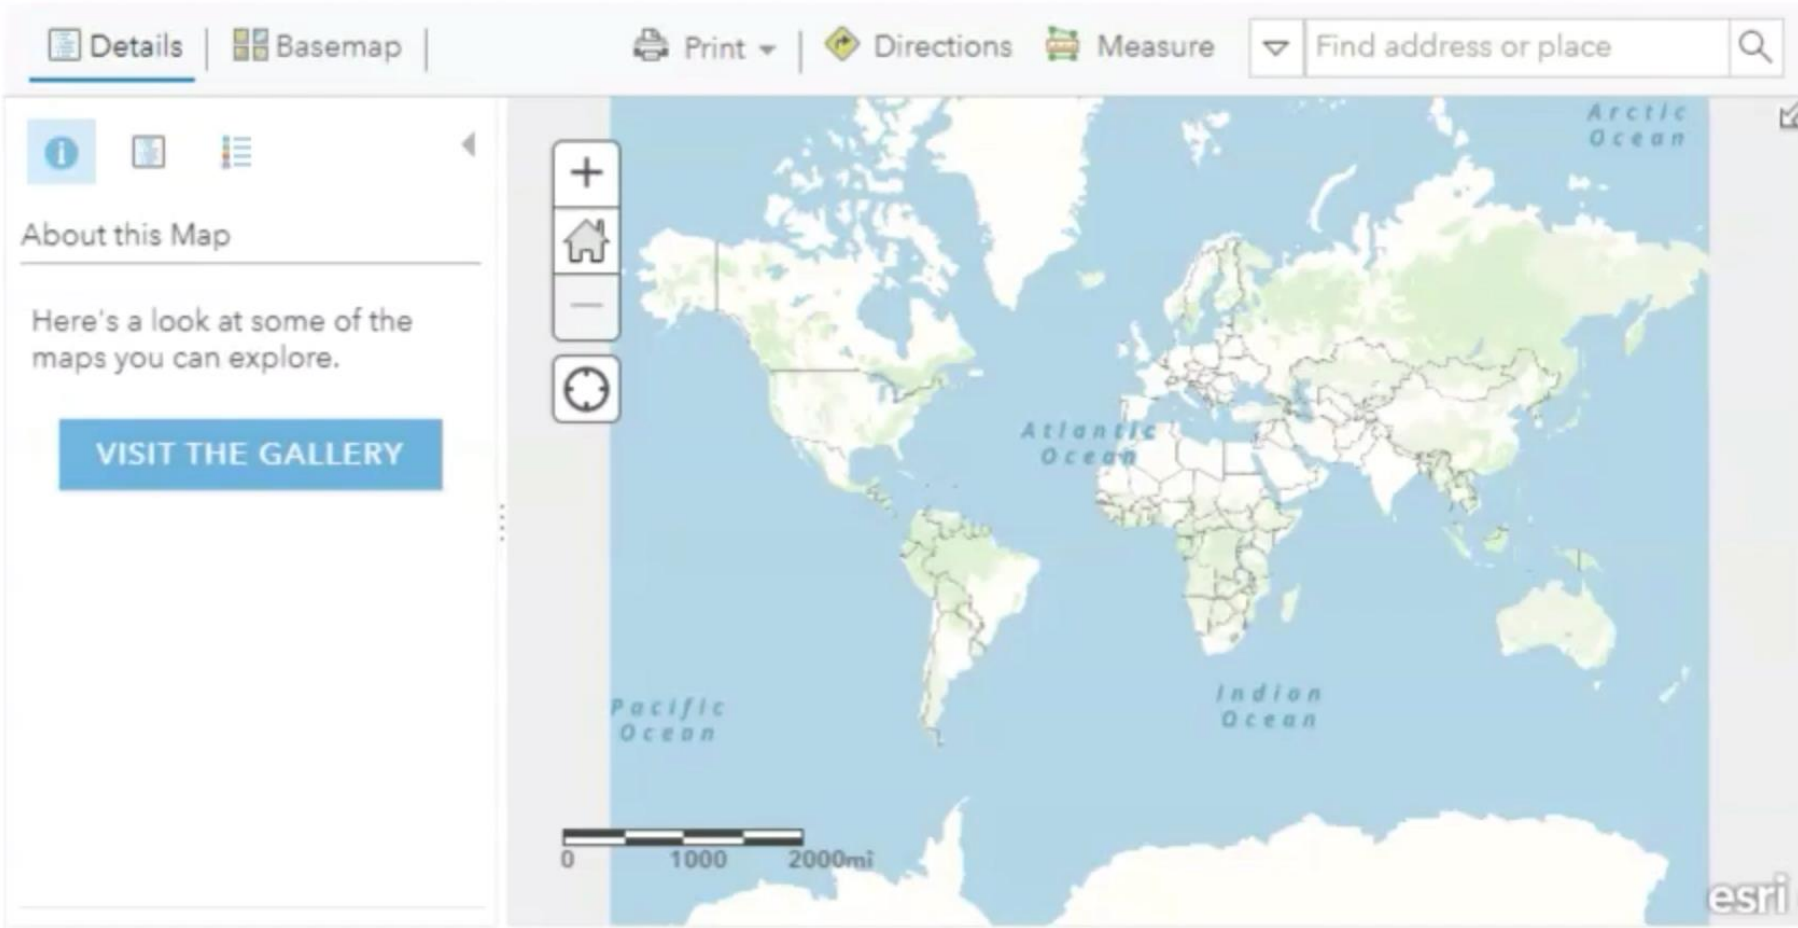 Details
Basemap
Print
Directions
Measure
Find address or place
About this Map
Here's a look at some of the
maps you can explore.
VISIT THE GALLERY
Arctic
Ocean
Atlantic
Ocean
Pacific
Ocean
Indian
Ocean
0 1000 2000mi
esri